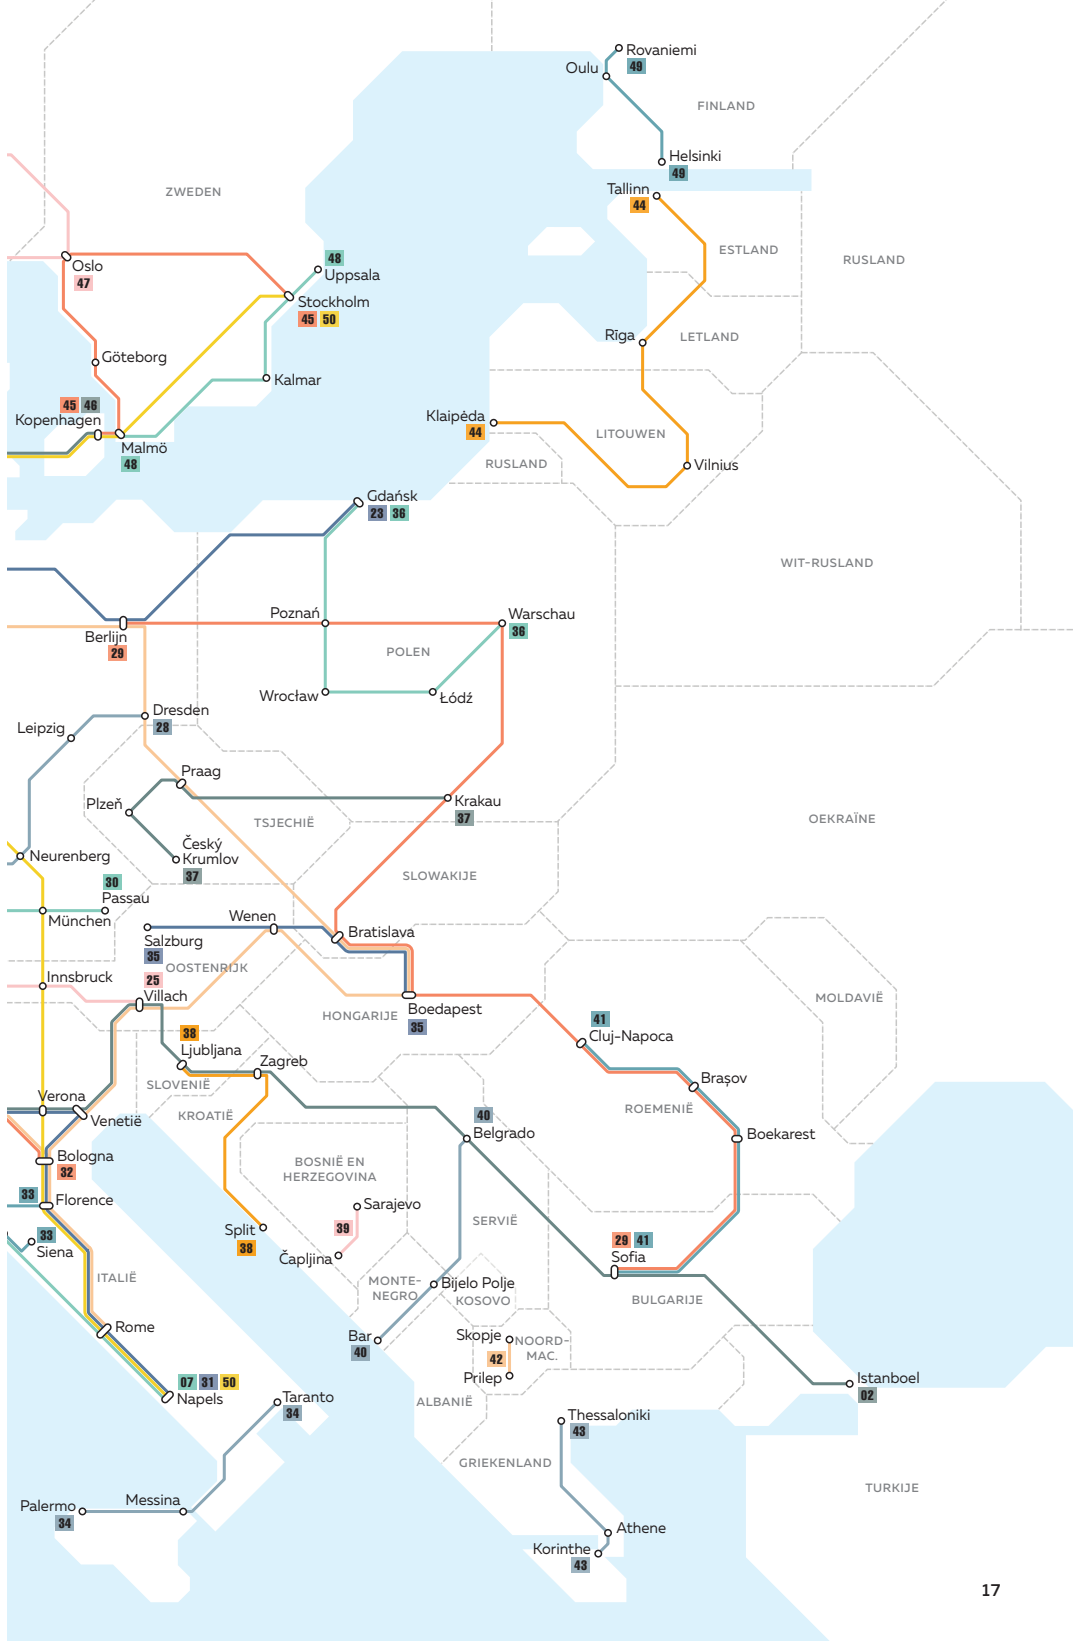 Rovaniemi
49
Oulu
FINLAND
Helsinki
49
ZWEDEN
Tallinn
44
ESTLAND
RUSLAND
Oslo
47
48
Uppsala
Stockholm
45 50
LETLAND
Rīga
Göteborg
Kalmar
45 46
Kopenhagen
Malmö
48
Klaipėda
44
LITOUWEN
RUSLAND
Vilnius
Gdańsk
23 36
WIT-RUSLAND
Poznań
Warschau
36
Berlijn
29
POLEN
Wrocław
Łódź
Dresden
28
Leipzig
Praag
Plzeň
Krakau
37
TSJECHIË
OEKRAÏNE
Český
Krumlov
37
Neurenberg
SLOWAKIJE
30
Passau
München
Wenen
Bratislava
Salzburg
35
OOSTENRIJK
Innsbruck
25
Villach
HONGARIJE
Boedapest
35
MOLDAVIË
41
Cluj-Napoca
38
Ljubljana
Zagreb
SLOVENIË
Brașov
ROEMENIË
Verona
Venetië
KROATIË
40
Belgrado
Boekarest
Bologna
32
BOSNIË EN
HERZEGOVINA
33
Florence
Sarajevo
39
Split
38
SERVIË
33
Siena
Čapljina
29 41
Sofia
ITALIË
MONTE-
NEGRO
Bijelo Polje
KOSOVO
BULGARIJE
Rome
Bar
40
Skopje
NOORD-
MAC.
42
Prilep
07 31 50
Napels
Taranto
34
Istanboel
02
ALBANIË
Thessaloniki
43
GRIEKENLAND
TURKIJE
Palermo
34
Messina
Athene
Korinthe
43
17